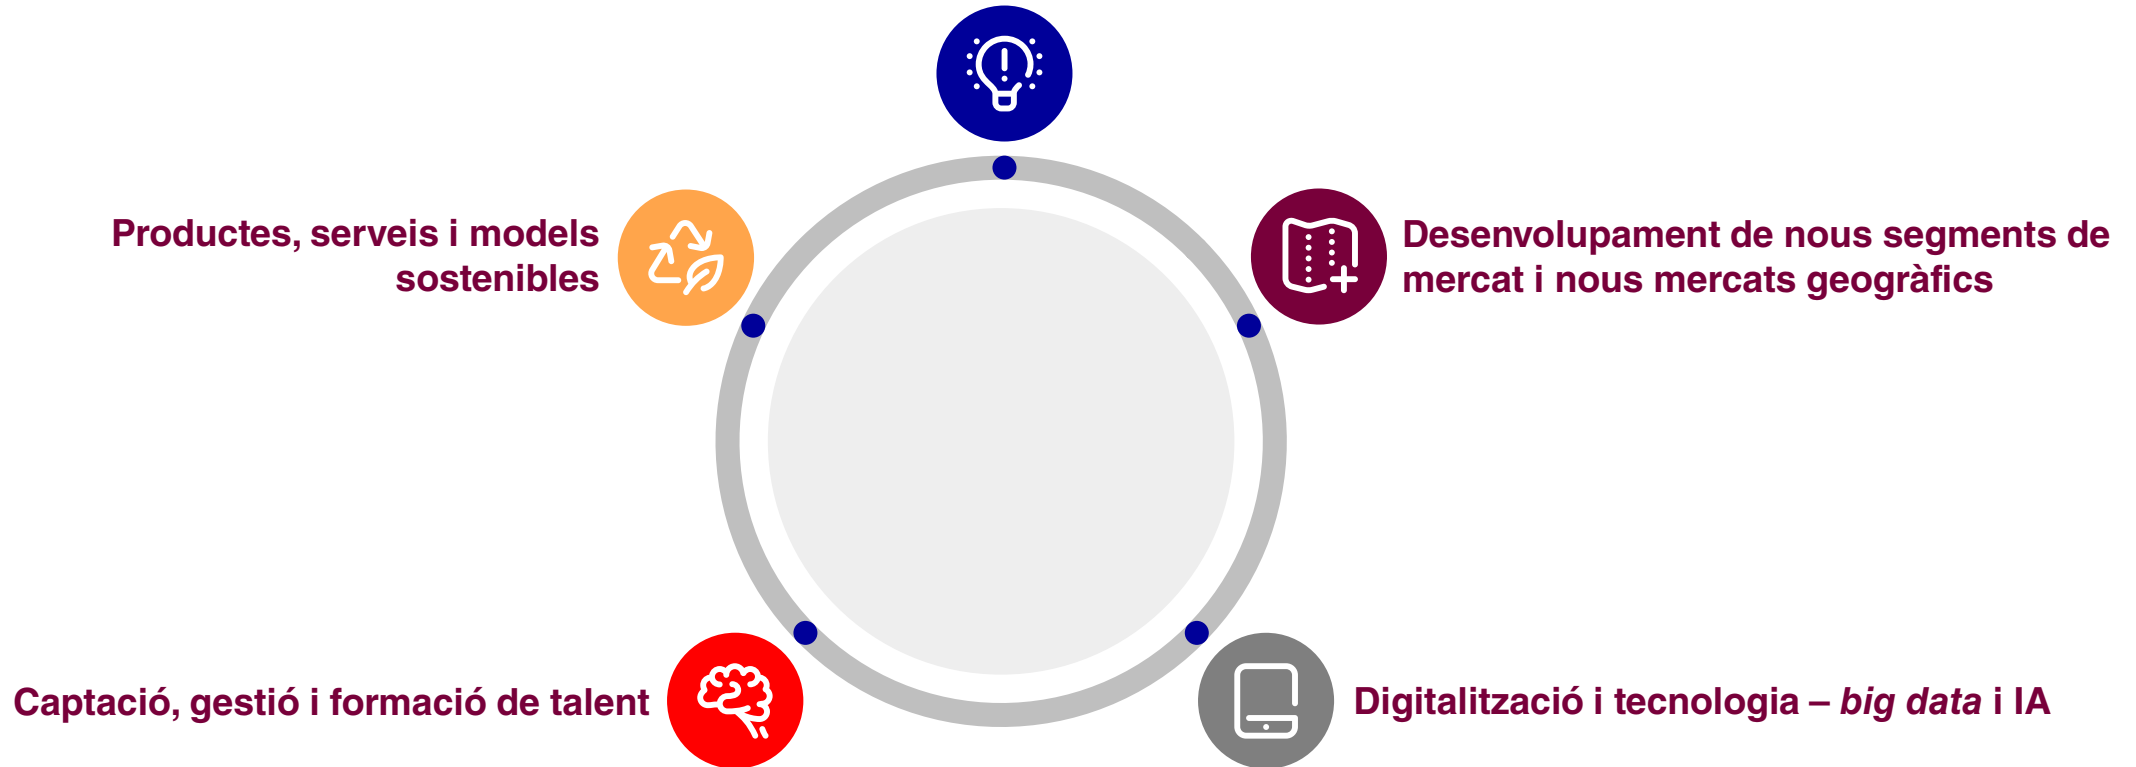 Productes, serveis i models
sostenibles
Desenvolupament de nous segments de
mercat i nous mercats geogràfics
Captació, gestió i formació de talent
Digitalització i tecnologia – big data i IA